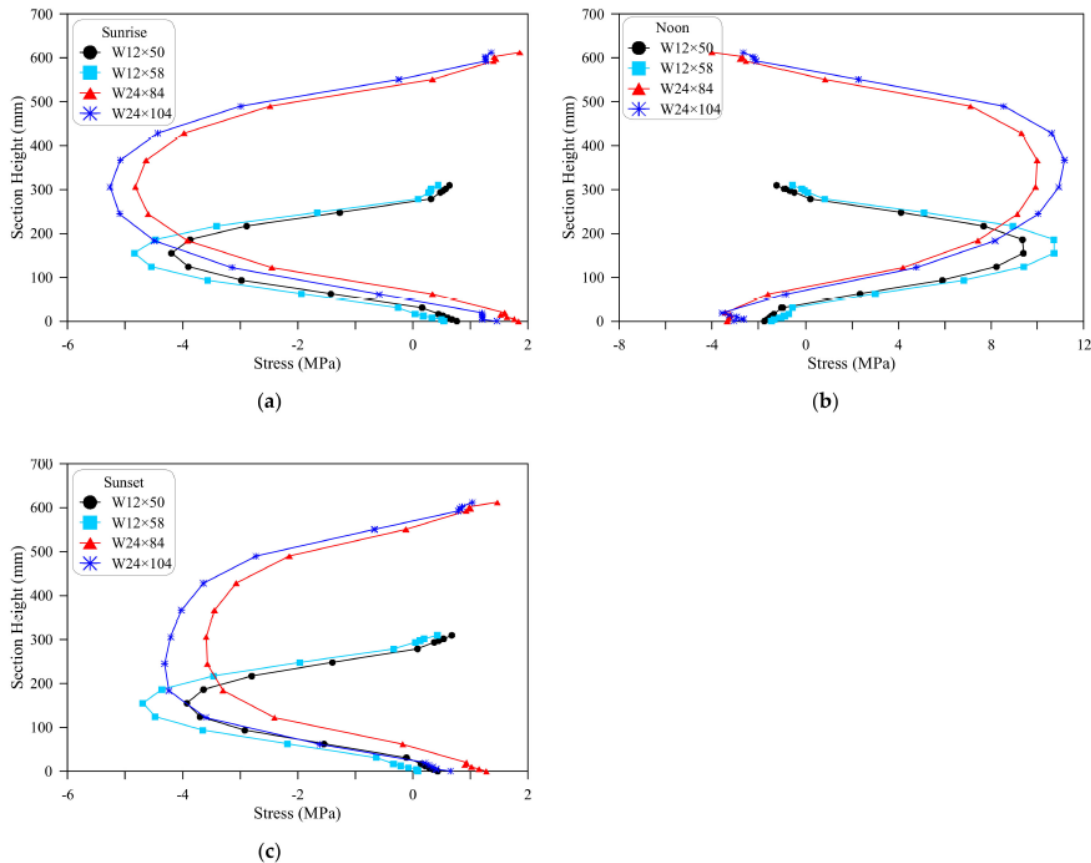 700
600
500
400
300
200
100
0
Section Height (mm)
Sunrise
W12×50
W12×58
W24×84
W24×104
-6
-4
-2
0
2
Stress (MPa)
(a)
700
600
500
400
300
200
100
0
Section Height (mm)
Noon
W12×50
W12×58
W24×84
W24×104
-8
-4
0
4
8
12
Stress (MPa)
(b)
700
600
500
400
300
200
100
0
Section Height (mm)
Sunset
W12×50
W12×58
W24×84
W24×104
-6
-4
-2
0
2
Stress (MPa)
(c)